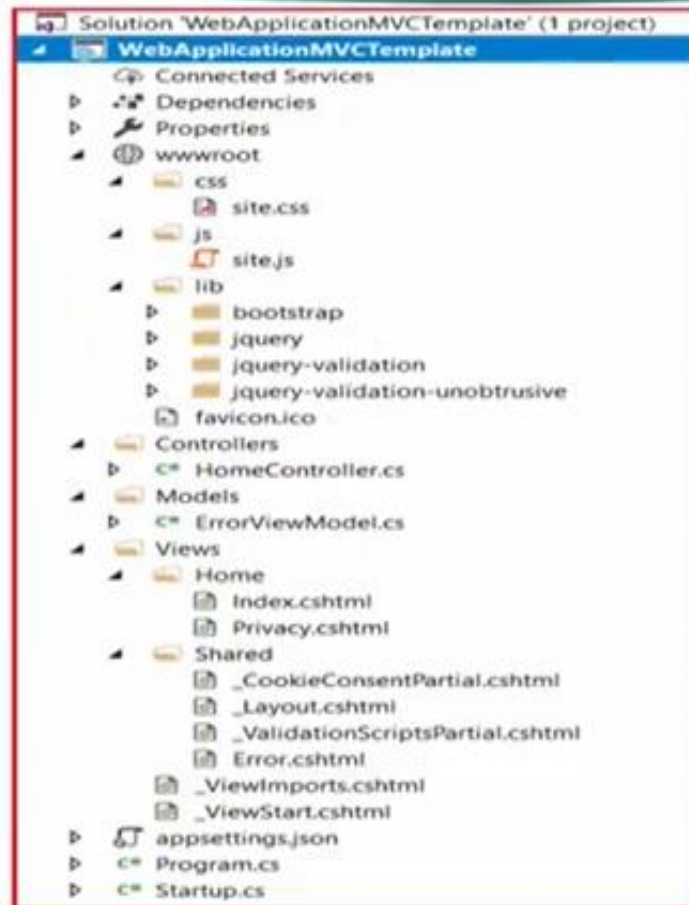 Solution 'WebApplicationMVCTemplate' (1 project)
WebApplicationMVCTemplate
Connected Services
Dependencies
Properties
wwwroot
css
site.css
js
site.js
lib
bootstrap
jquery
jquery-validation
jquery-validation-unobtrusive
favicon.ico
Controllers
C# HomeController.cs
Models
C# ErrorViewModel.cs
Views
Home
Index.cshtml
Privacy.cshtml
Shared
_CookieConsentPartial.cshtml
_Layout.cshtml
_ValidationScriptsPartial.cshtml
Error.cshtml
_ViewImports.cshtml
_ViewStart.cshtml
appsettings.json
C# Program.cs
C# Startup.cs